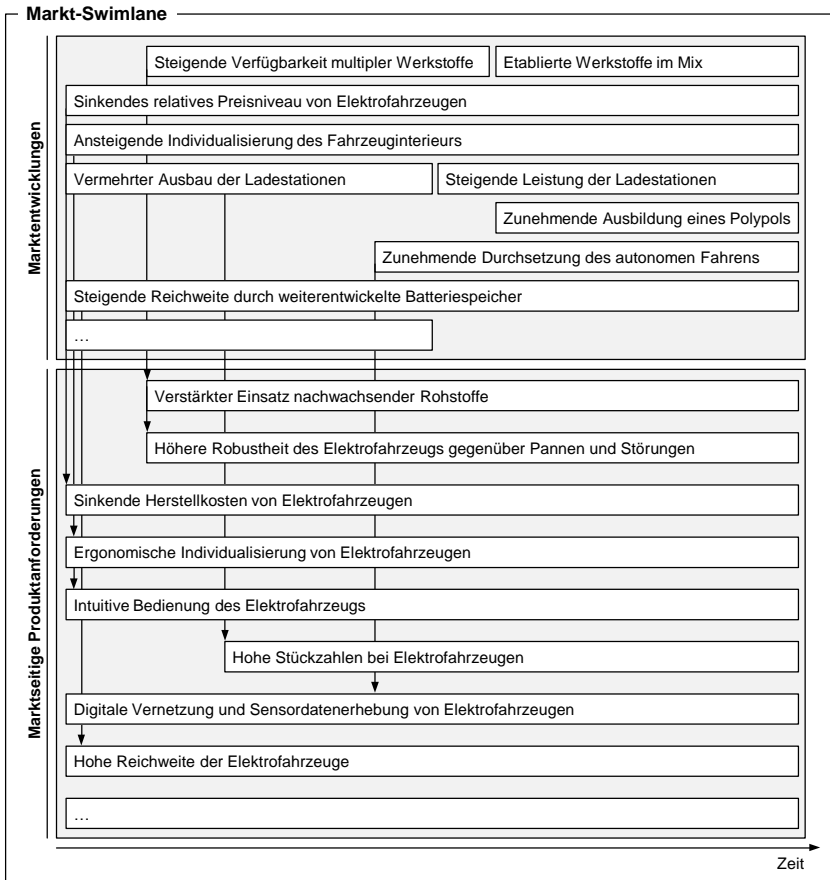 Markt-Swimlane
Marktentwicklungen
Steigende Verfügbarkeit multipler Werkstoffe
Etablierte Werkstoffe im Mix
Sinkendes relatives Preisniveau von Elektrofahrzeugen
Ansteigende Individualisierung des Fahrzeuginterieurs
Vermehrter Ausbau der Ladestationen
Steigende Leistung der Ladestationen
Zunehmende Ausbildung eines Polypols
Zunehmende Durchsetzung des autonomen Fahrens
Steigende Reichweite durch weiterentwickelte Batteriespeicher
…
Marktseitige Produktanforderungen
Verstärkter Einsatz nachwachsender Rohstoffe
Höhere Robustheit des Elektrofahrzeugs gegenüber Pannen und Störungen
Sinkende Herstellkosten von Elektrofahrzeugen
Ergonomische Individualisierung von Elektrofahrzeugen
Intuitive Bedienung des Elektrofahrzeugs
Hohe Stückzahlen bei Elektrofahrzeugen
Digitale Vernetzung und Sensordatenerhebung von Elektrofahrzeugen
Hohe Reichweite der Elektrofahrzeuge
…
Zeit